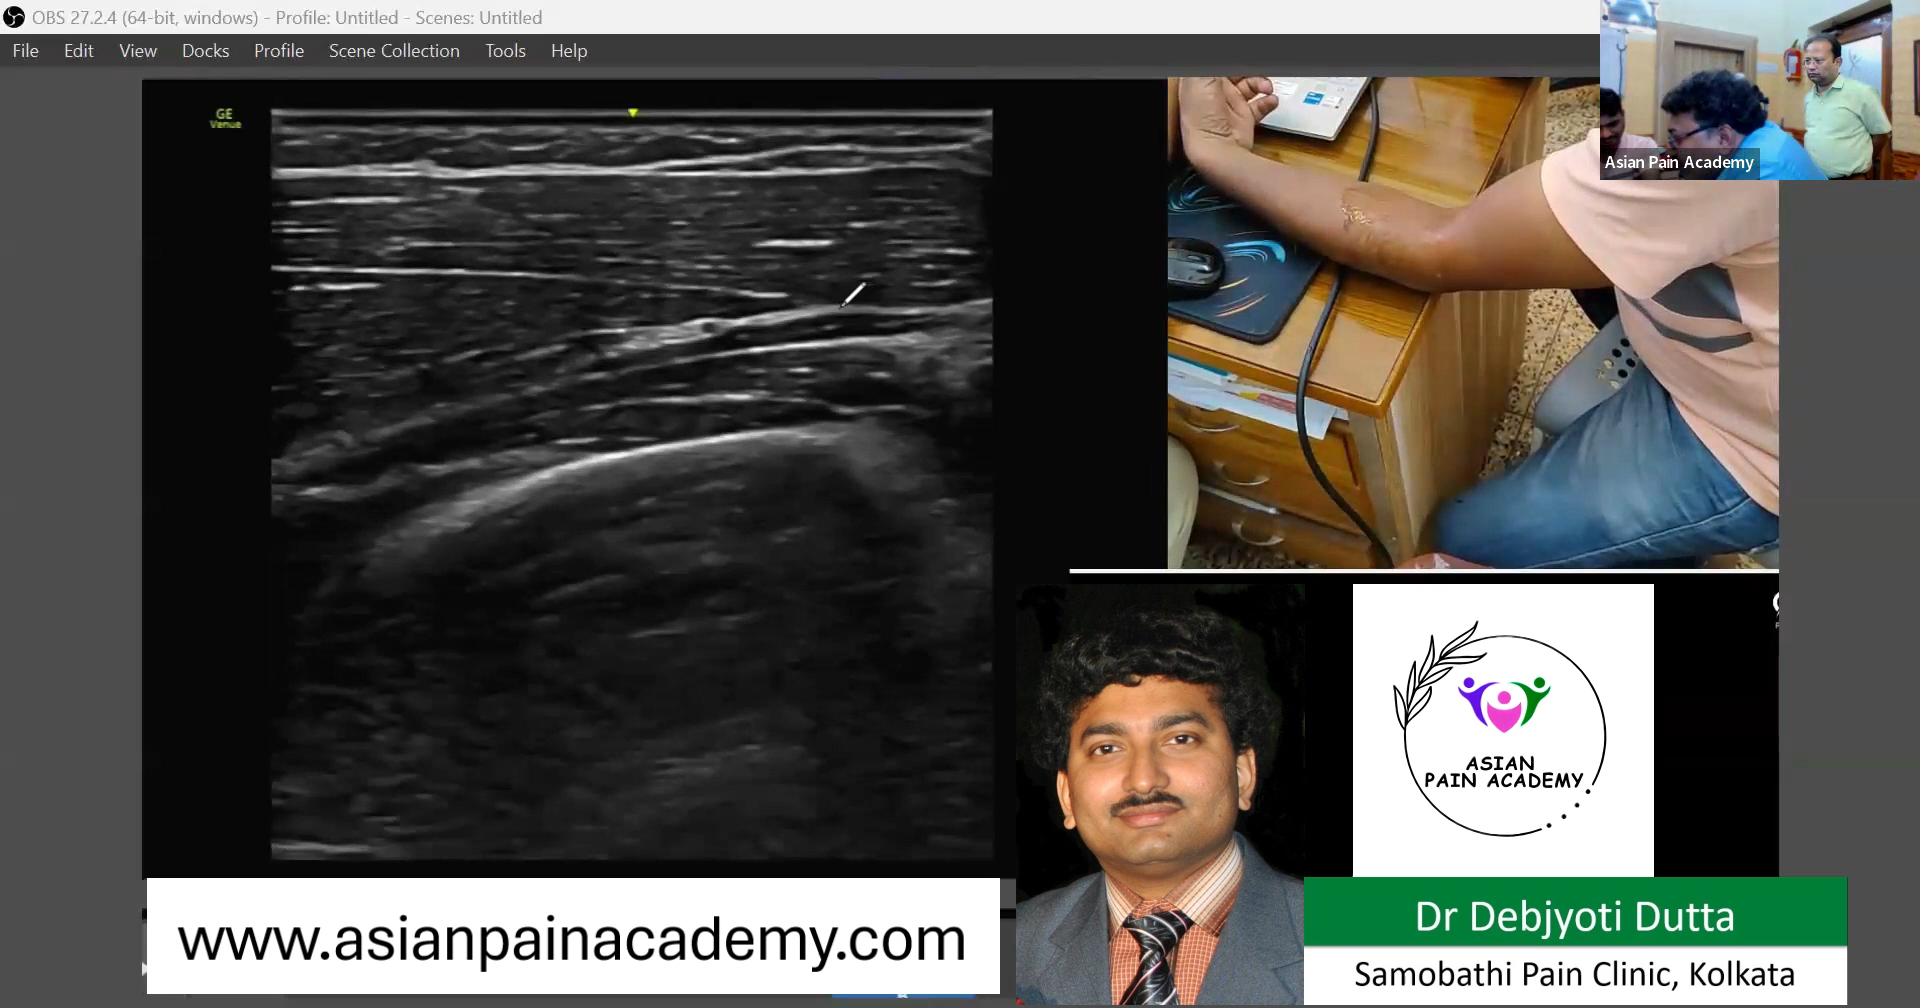 OBS 27.2.4 (64-bit, windows) - Profile: Untitled - Scenes: Untitled
File Edit View Docks Profile Scene Collection Tools Help
GE
Venue
Asian Pain Academy
ASIAN
PAIN ACADEMY
www.asianpainacademy.com
Dr Debjyoti Dutta
Samobathi Pain Clinic, Kolkata